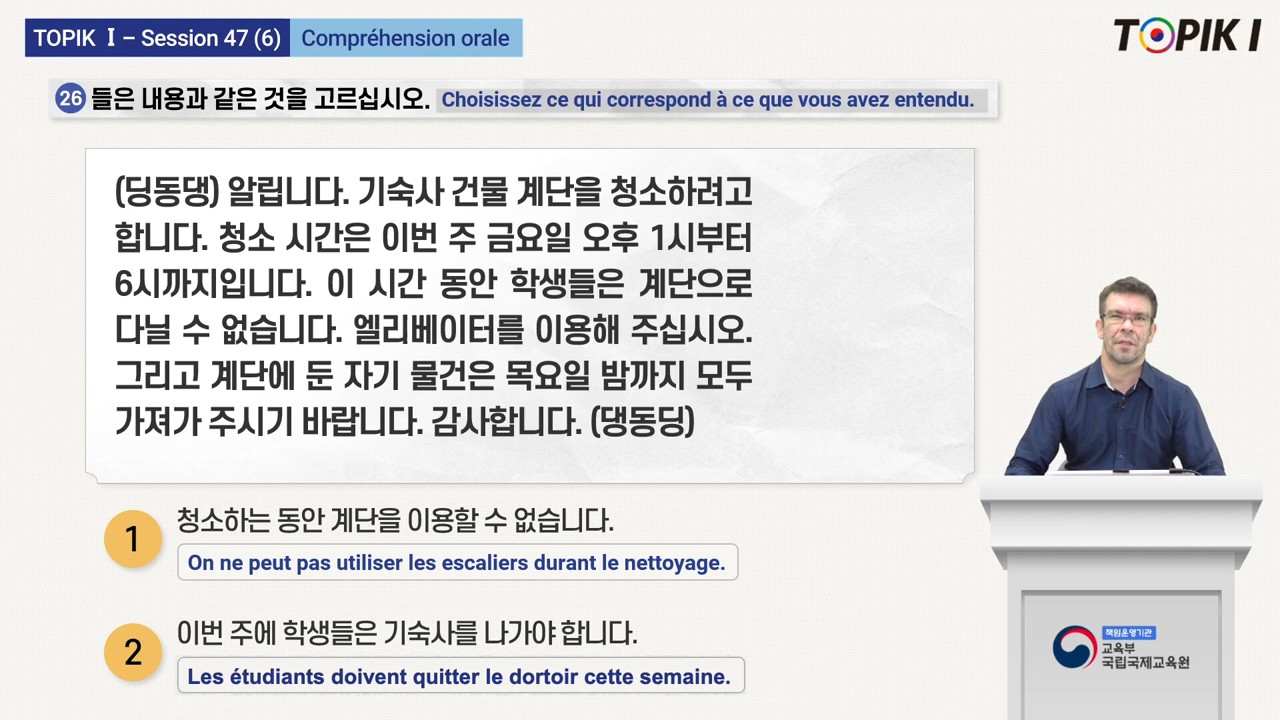 TOPIK I – Session 47 (6) Compréhension orale
TOPIK I
26 들은 내용과 같은 것을 고르십시오. Choisissez ce qui correspond à ce que vous avez entendu.
(딩동댕) 알립니다. 기숙사 건물 계단을 청소하려고
합니다. 청소 시간은 이번 주 금요일 오후 1시부터
6시까지입니다. 이 시간 동안 학생들은 계단으로
다닐 수 없습니다. 엘리베이터를 이용해 주십시오.
그리고 계단에 둔 자기 물건은 목요일 밤까지 모두
가져가 주시기 바랍니다. 감사합니다. (댕동딩)
1 청소하는 동안 계단을 이용할 수 없습니다.
On ne peut pas utiliser les escaliers durant le nettoyage.
2 이번 주에 학생들은 기숙사를 나가야 합니다.
Les étudiants doivent quitter le dortoir cette semaine.
책임운영기관
교육부
국립국제교육원